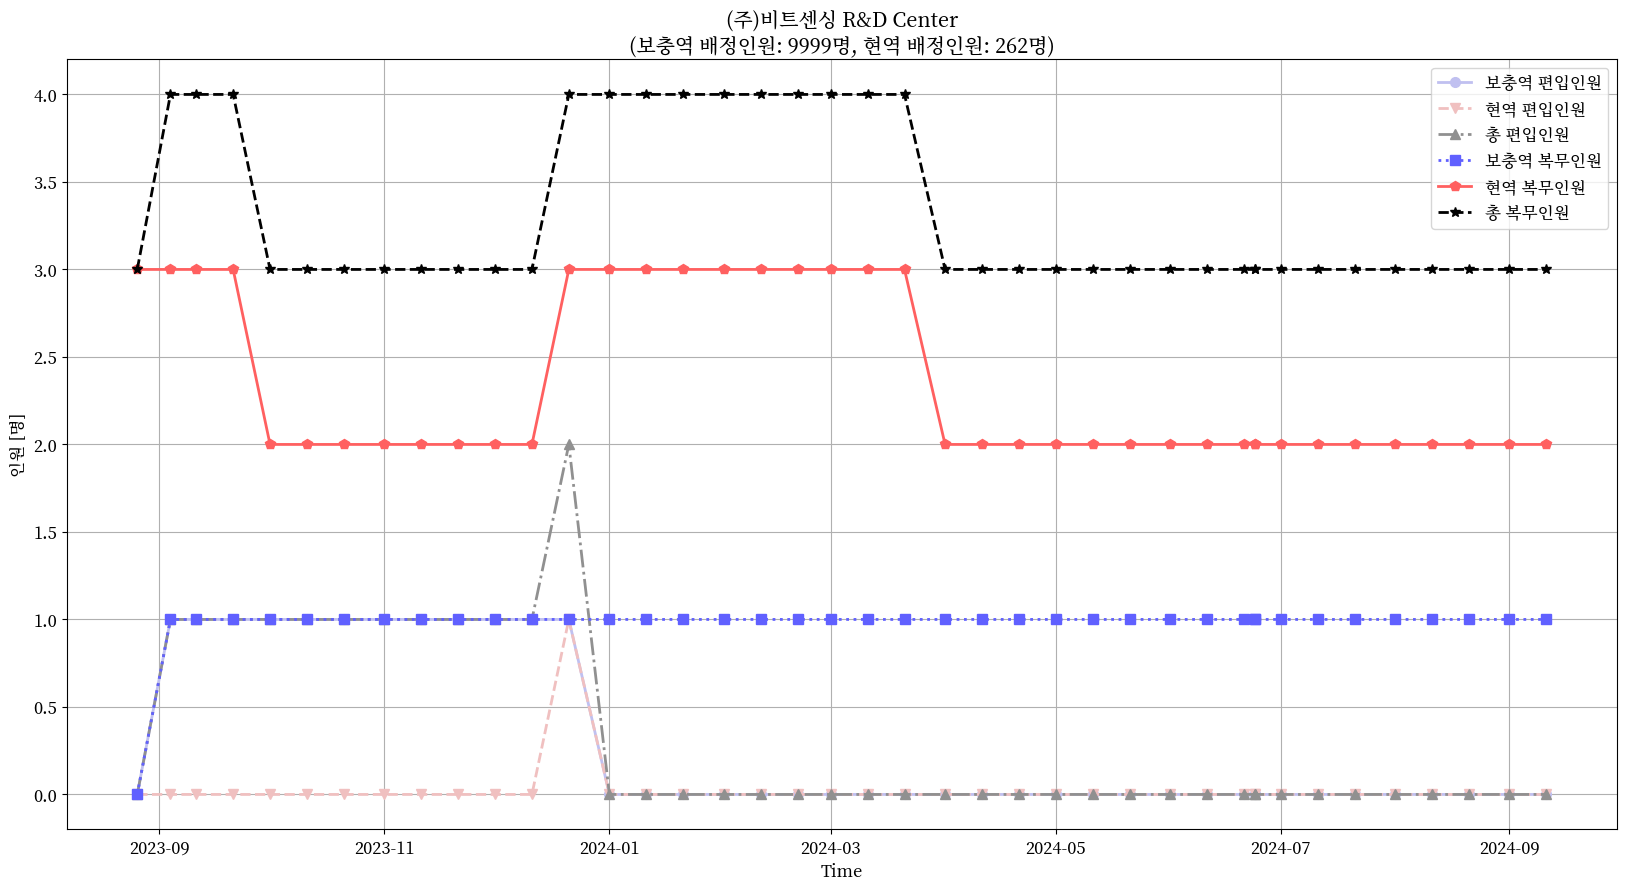 (주)비트센싱 R&D Center
(보충역 배정인원: 9999명, 현역 배정인원: 262명)
보충역 편입인원
현역 편입인원
총 편입인원
보충역 복무인원
현역 복무인원
총 복무인원
인원 [명]
4.0
3.5
3.0
2.5
2.0
1.5
1.0
0.5
0.0
2023-09
2023-11
2024-01
2024-03
2024-05
2024-07
2024-09
Time